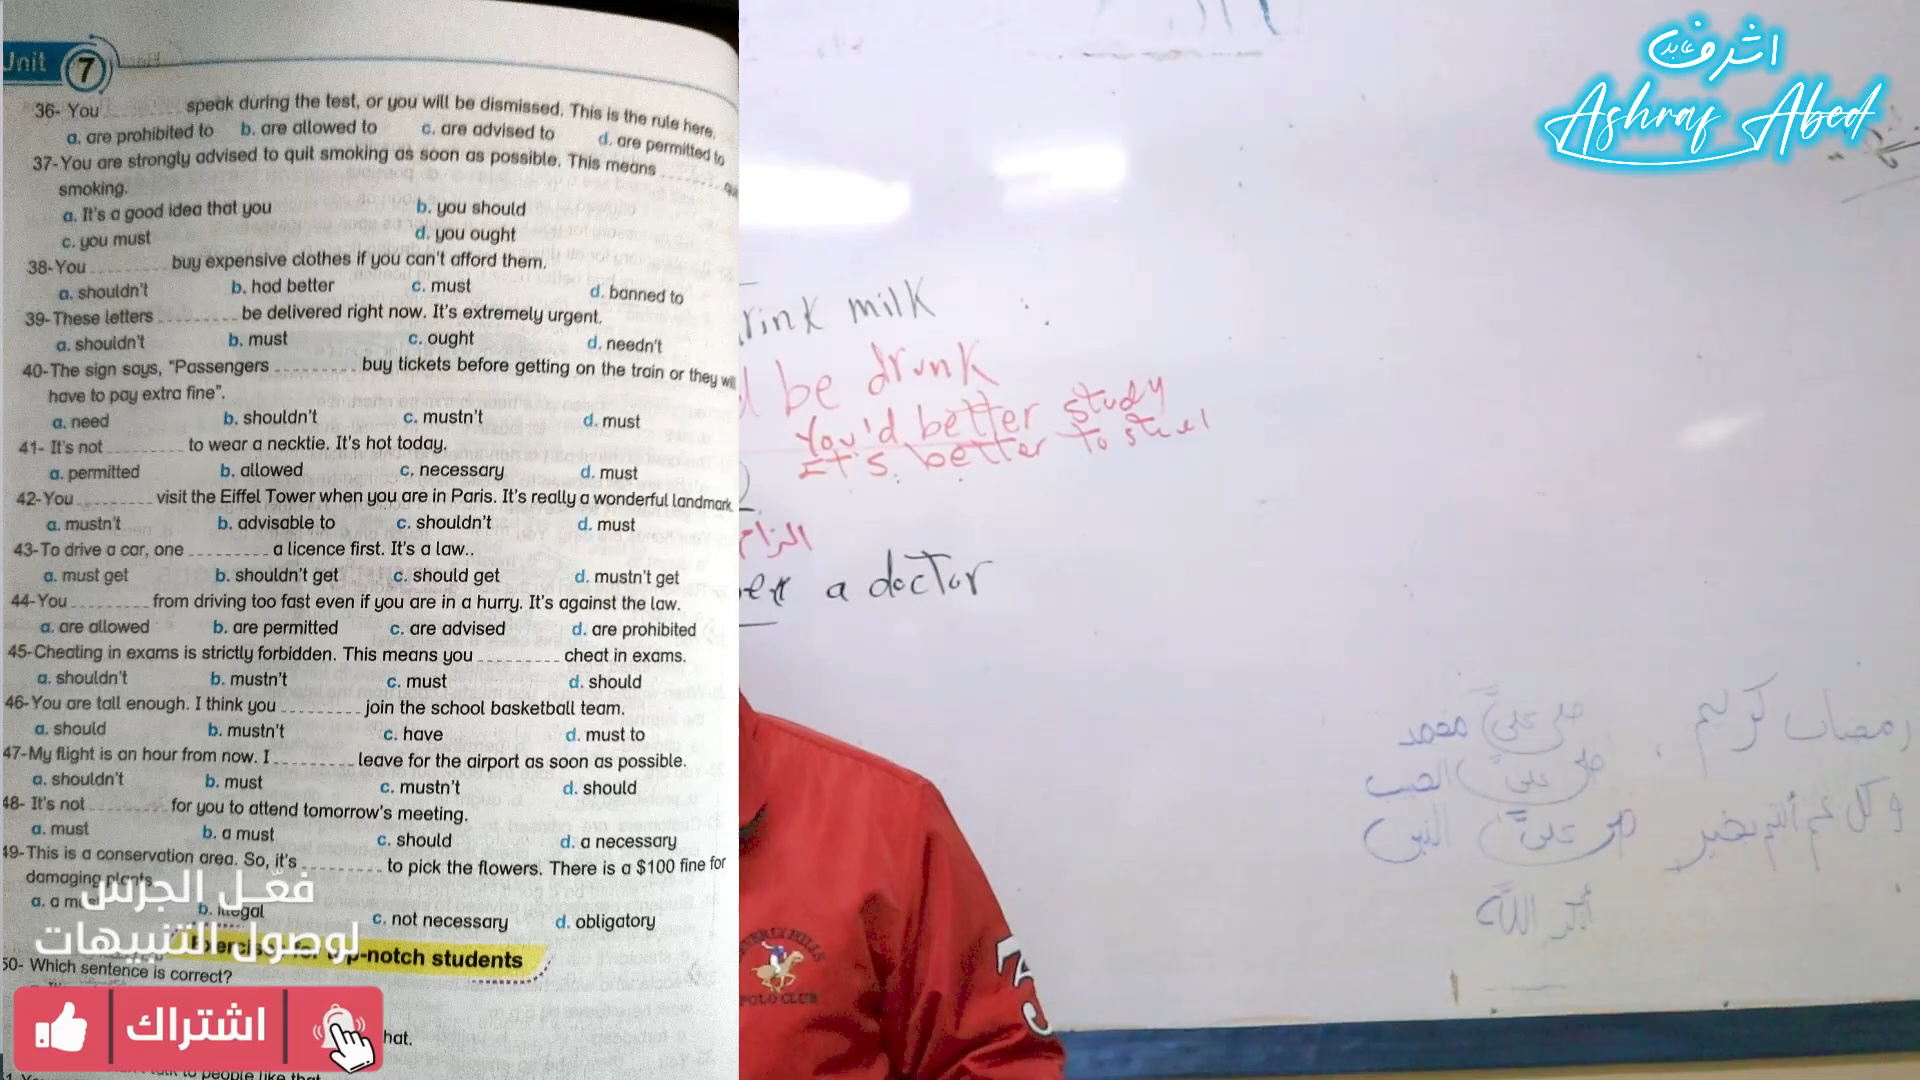 Unit 7
36- You ......... speak during the test, or you will be dismissed. This is the rule here.
a. are prohibited to b. are allowed to c. are advised to d. are permitted to
37- You are strongly advised to quit smoking as soon as possible. This means .........
smoking.
a. It's a good idea that you b. you should
c. you must d. you ought
38- You ......... buy expensive clothes if you can't afford them.
a. shouldn't b. had better c. must d. banned to
39- These letters ......... be delivered right now. It's extremely urgent.
a. shouldn't b. must c. ought d. needn't
40- The sign says, "Passengers ......... buy tickets before getting on the train or they will
have to pay extra fine".
a. need b. shouldn't c. mustn't d. must
41- It's not ......... to wear a necktie. It's hot today.
a. permitted b. allowed c. necessary d. must
42- You ......... visit the Eiffel Tower when you are in Paris. It's really a wonderful landmark.
a. mustn't b. advisable to c. shouldn't d. must
43- To drive a car, one ......... a licence first. It's a law..
a. must get b. shouldn't get c. should get d. mustn't get
44- You ......... from driving too fast even if you are in a hurry. It's against the law.
a. are allowed b. are permitted c. are advised d. are prohibited
45- Cheating in exams is strictly forbidden. This means you ......... cheat in exams.
a. shouldn't b. mustn't c. must d. should
46- You are tall enough. I think you ......... join the school basketball team.
a. should b. mustn't c. have d. must to
47- My flight is an hour from now. I ......... leave for the airport as soon as possible.
a. shouldn't b. must c. mustn't d. should
48- It's not ......... for you to attend tomorrow's meeting.
a. must b. a must c. should d. a necessary
49- This is a conservation area. So, it's ......... to pick the flowers. There is a $100 fine for
damaging plants
a. a b. illegal c. not necessary d. obligatory
for top-notch students
50- Which sentence is correct?
hat.
to people like that
فعّل الجرس
لوصول التنبيهات
اشتراك
اشرف عابد
Ashraf Abed
milk
be drunk
You'd better study
It's better to
الزام
a doctor
رمضان كريم
وكل عام أنتم بخير
صل على محمد
صل على الحبيب
صل على النبى
POLO CLUB